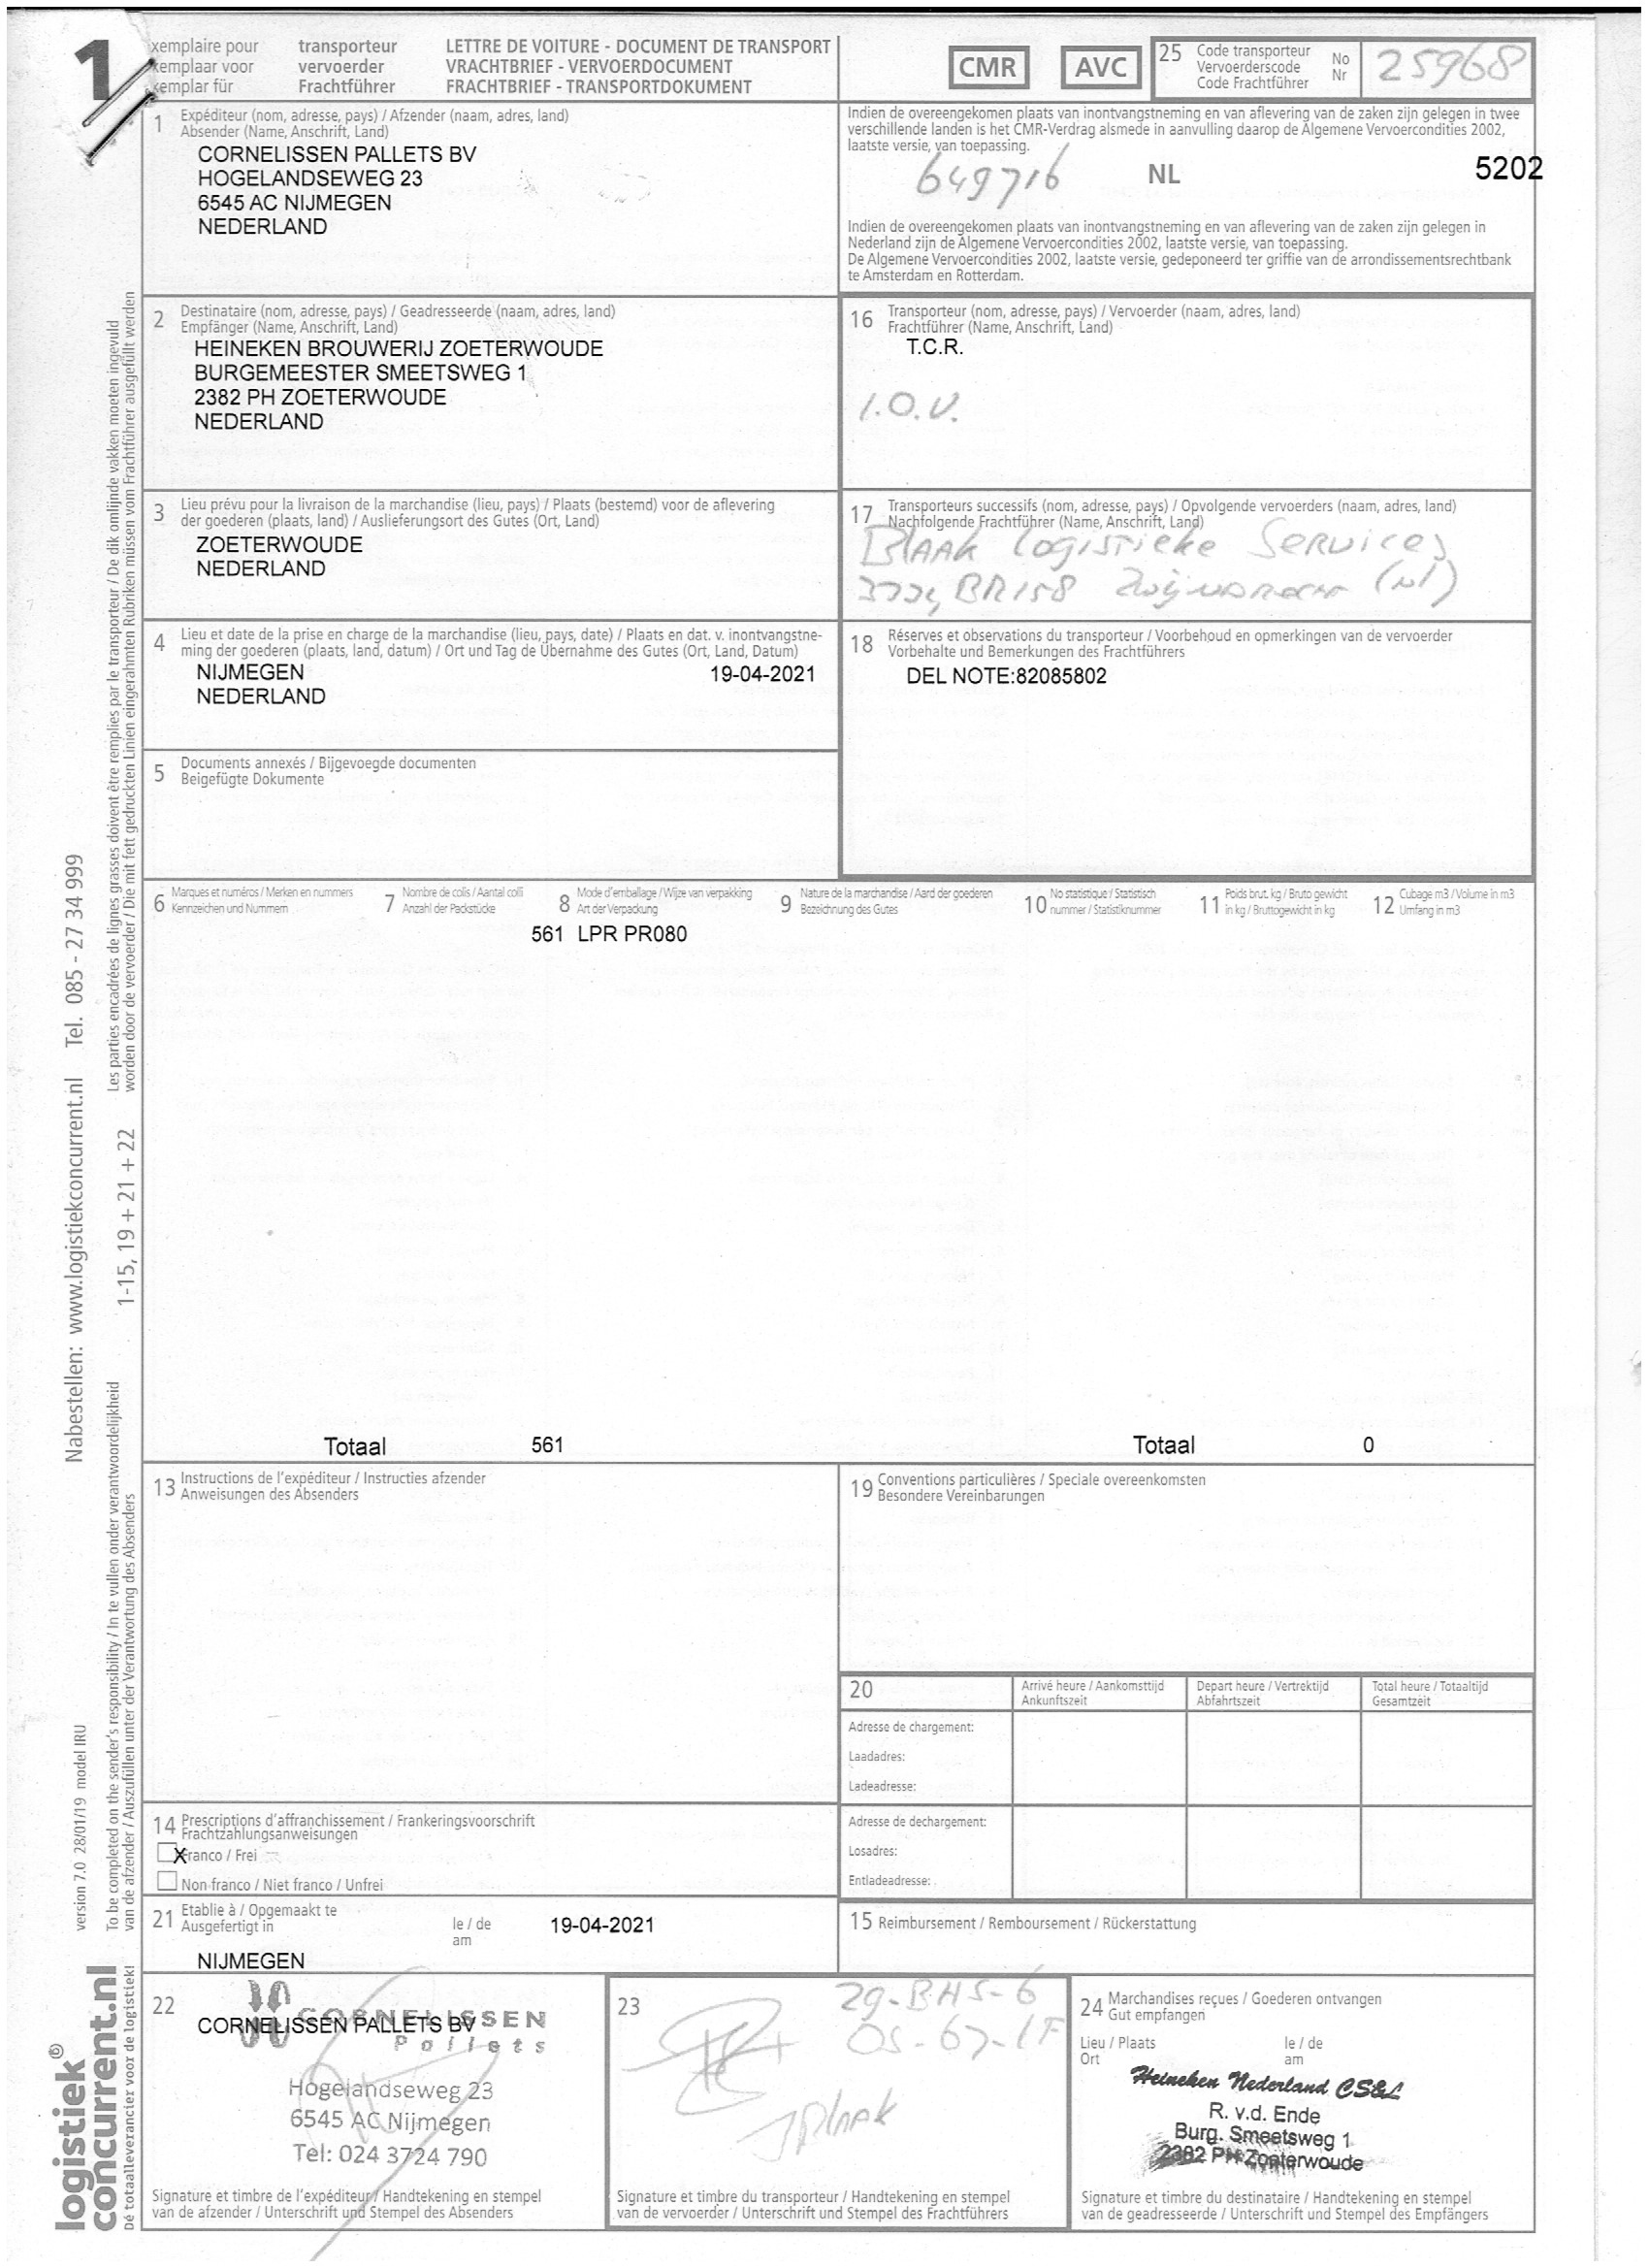 1
exemplaire pour transporteur
exemplaar voor vervoerder
exemplar für Frachtführer
LETTRE DE VOITURE - DOCUMENT DE TRANSPORT
VRACHTBRIEF - VERVOERDOCUMENT
FRACHTBRIEF - TRANSPORTDOKUMENT
CMR
AVC
25 Code transporteur
Vervoerderscode
Code Frachtführer
No
Nr
25968
1 Expéditeur (nom, adresse, pays) / Afzender (naam, adres, land)
Absender (Name, Anschrift, Land)
CORNELISSEN PALLETS BV
HOGELANDSEWEG 23
6545 AC NIJMEGEN
NEDERLAND
Indien de overeengekomen plaats van inontvangstneming en van aflevering van de zaken zijn gelegen in twee
verschillende landen is het CMR-Verdrag alsmede in aanvulling daarop de Algemene Vervoercondities 2002,
laatste versie, van toepassing.
649716 NL 5202
Indien de overeengekomen plaats van inontvangstneming en van aflevering van de zaken zijn gelegen in
Nederland zijn de Algemene Vervoercondities 2002, laatste versie, van toepassing.
De Algemene Vervoercondities 2002, laatste versie, gedeponeerd ter griffie van de arrondissementsrechtbank
te Amsterdam en Rotterdam.
2 Destinataire (nom, adresse, pays) / Geadresseerde (naam, adres, land)
Empfänger (Name, Anschrift, Land)
HEINEKEN BROUWERIJ ZOETERWOUDE
BURGEMEESTER SMEETSWEG 1
2382 PH ZOETERWOUDE
NEDERLAND
16 Transporteur (nom, adresse, pays) / Vervoerder (naam, adres, land)
Frachtführer (Name, Anschrift, Land)
T.C.R.
I.O.V.
3 Lieu prévu pour la livraison de la marchandise (lieu, pays) / Plaats (bestemd) voor de aflevering
der goederen (plaats, land) / Auslieferungsort des Gutes (Ort, Land)
ZOETERWOUDE
NEDERLAND
17 Transporteurs successifs (nom, adresse, pays) / Opvolgende vervoerders (naam, adres, land)
Nachfolgende Frachtführer (Name, Anschrift, Land)
Blaak logistieke Services
BR158 (nl)
4 Lieu et date de la prise en charge de la marchandise (lieu, pays, date) / Plaats en dat. v. inontvangstne-
ming der goederen (plaats, land, datum) / Ort und Tag de Übernahme des Gutes (Ort, Land, Datum)
NIJMEGEN 19-04-2021
NEDERLAND
18 Réserves et observations du transporteur / Voorbehoud en opmerkingen van de vervoerder
Vorbehalte und Bemerkungen des Frachtführers
DEL NOTE:82085802
5 Documents annexés / Bijgevoegde documenten
Beigefügte Dokumente
6 Marques et numéros / Merken en nummers
Kennzeichen und Nummern
7 Nombre de colis / Aantal colli
Anzahl der Packstücke
8 Mode d'emballage / Wijze van verpakking
Art der Verpackung
9 Nature de la marchandise / Aard der goederen
Bezeichnung des Gutes
10 No statistique / Statistisch
nummer / Statistiknummer
11 Poids brut. kg / Bruto gewicht
in kg / Bruttogewicht in kg
12 Cubage m3 / Volume in m3
Umfang in m3
561 LPR PR080
Totaal 561 Totaal 0
13 Instructions de l'expéditeur / Instructies afzender
Anweisungen des Absenders
19 Conventions particulières / Speciale overeenkomsten
Besondere Vereinbarungen
20
Arrivé heure / Aankomsttijd
Ankunftszeit
Depart heure / Vertrektijd
Abfahrtszeit
Total heure / Totaaltijd
Gesamtzeit
Adresse de chargement:
Laadadres:
Ladeadresse:
Adresse de dechargement:
Losadres:
Entladeadresse:
14 Prescriptions d'affranchissement / Frankeringsvoorschrift
Frachtzahlungsanweisungen
X Franco / Frei
Non franco / Niet franco / Unfrei
21 Etablie à / Opgemaakt te
Ausgefertigt in
le / de
am
19-04-2021
NIJMEGEN
15 Reimbursement / Remboursement / Rückerstattung
22
CORNELISSEN PALLETS BV
CORNELISSEN
Pallets
Hogelandseweg 23
6545 AC Nijmegen
Tel: 024 3724 790
Signature et timbre de l'expéditeur / Handtekening en stempel
van de afzender / Unterschrift und Stempel des Absenders
23
29-BHS-6
OS-67-LF
J Blaak
Signature et timbre du transporteur / Handtekening en stempel
van de vervoerder / Unterschrift und Stempel des Frachtführers
24 Marchandises reçues / Goederen ontvangen
Gut empfangen
Lieu / Plaats
Ort
le / de
am
Heineken Nederland CS&L
R. v.d. Ende
Burg. Smeetsweg 1
2382 PH Zoeterwoude
Signature et timbre du destinataire / Handtekening en stempel
van de geadresseerde / Unterschrift und Stempel des Empfängers
Les parties encadrées de lignes grasses doivent être remplies par le transporteur / De dik omlijnde vakken moeten ingevuld
worden door de vervoerder / Die mit fett gedruckten Linien eingerahmten Rubriken müssen vom Frachtführer ausgefüllt werden
1-15, 19 + 21 + 22
To be completed on the sender's responsibility / In te vullen onder verantwoordelijkheid
van de afzender / Auszufüllen unter der Verantwortung des Absenders
Nabestellen: www.logistiekconcurrent.nl Tel. 085 - 27 34 999
version 7.0 28/01/19 model IRU
logistiek©
concurrent.nl
Dé totaalleverancier voor de logistiek!